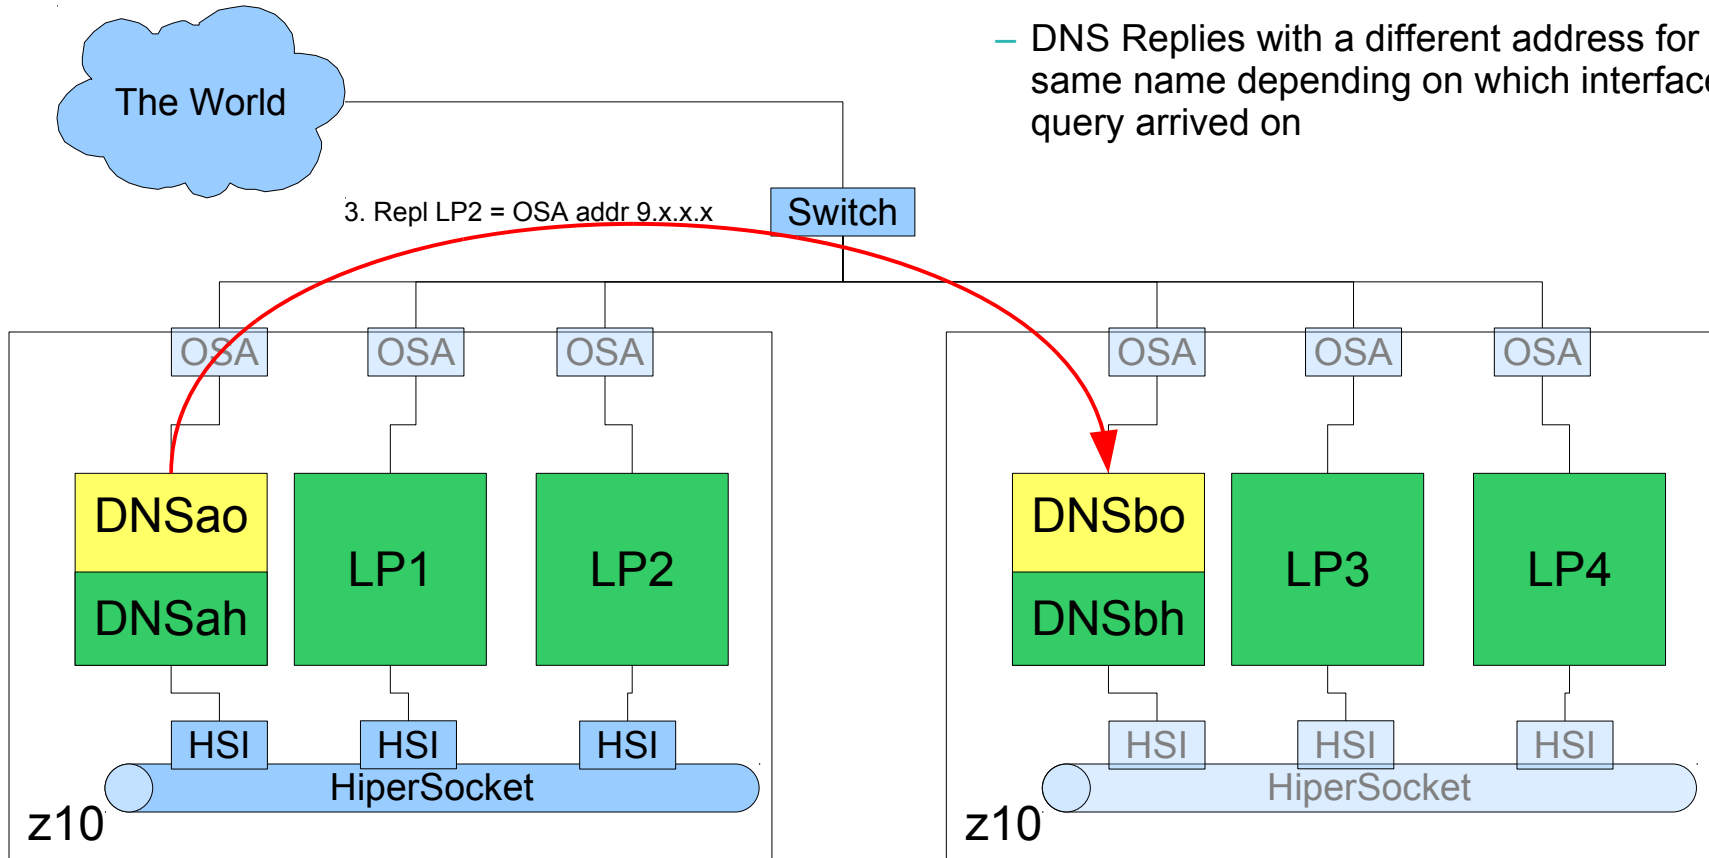 – DNS Replies with a different address for
same name depending on which interface
query arrived on
The World
3. Repl LP2 = OSA addr 9.x.x.x
Switch
OSA OSA OSA OSA OSA OSA
DNSao LP1 LP2 DNSbo LP3 LP4
DNSah DNSbh
HSI HSI HSI HSI HSI HSI
HiperSocket HiperSocket
z10 z10